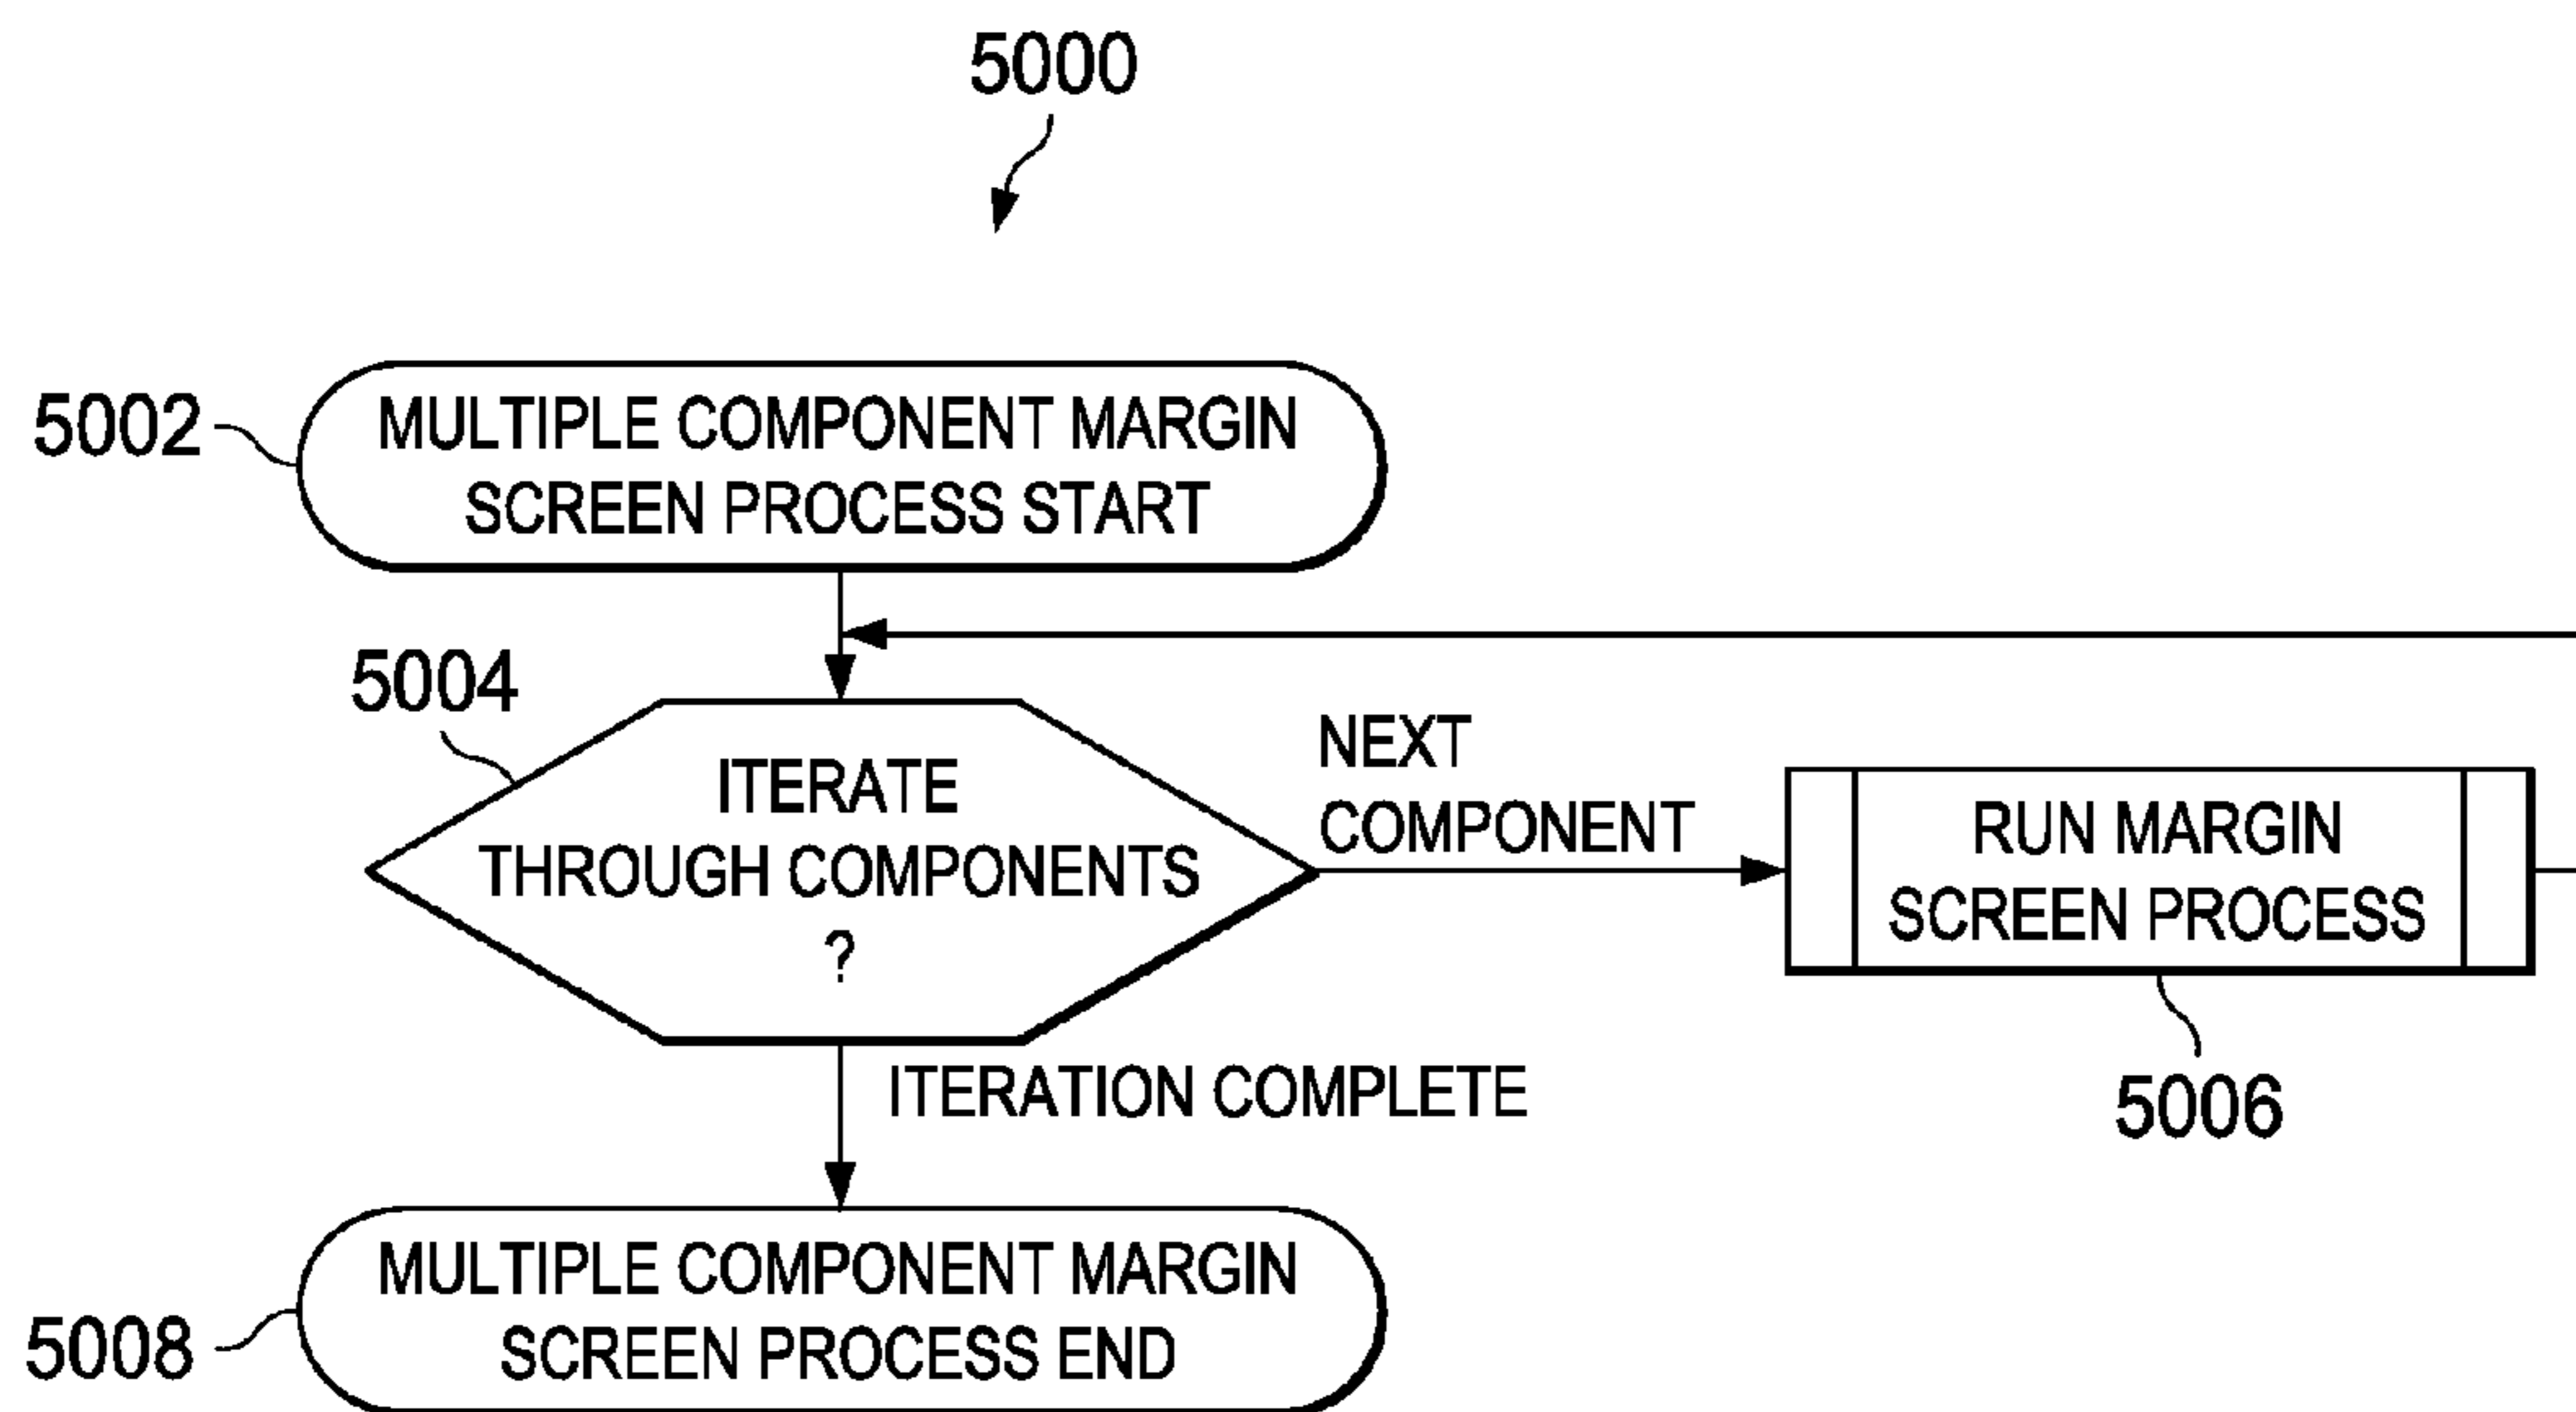 5000
5002
MULTIPLE COMPONENT MARGIN
SCREEN PROCESS START
5004
ITERATE
THROUGH COMPONENTS
?
NEXT
COMPONENT
RUN MARGIN
SCREEN PROCESS
5006
ITERATION COMPLETE
MULTIPLE COMPONENT MARGIN
SCREEN PROCESS END
5008